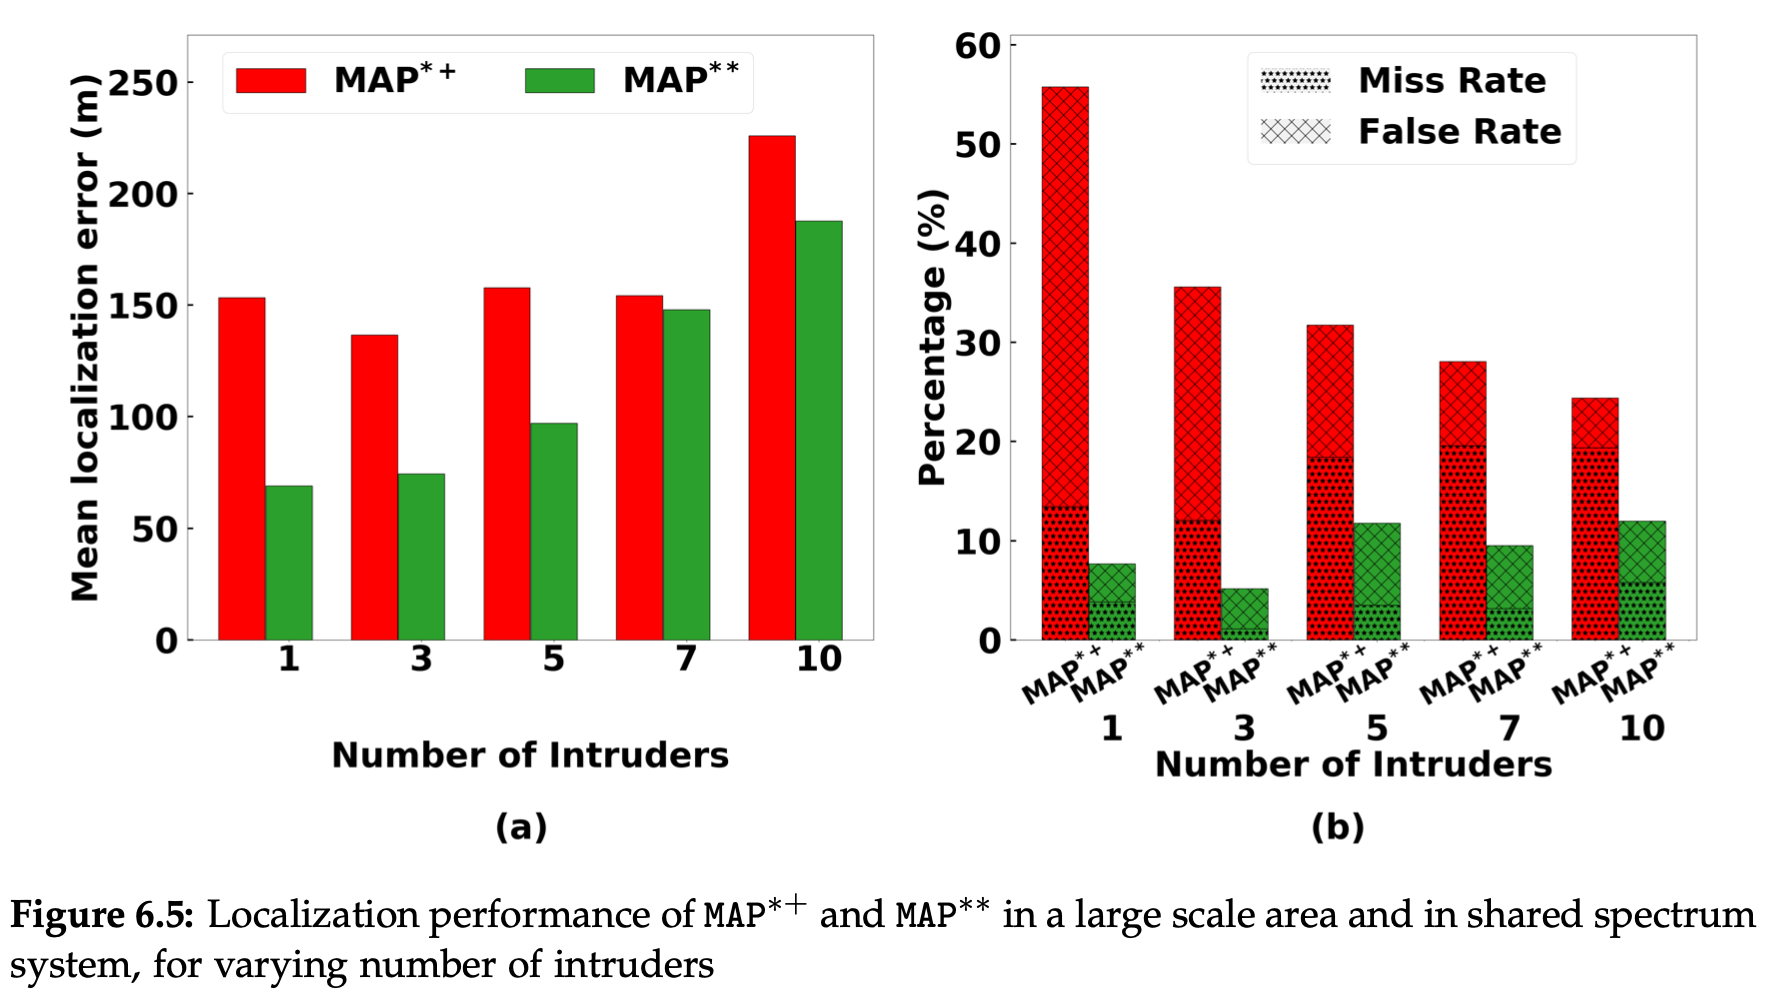 Mean localization error (m)
250
200
150
100
50
0
MAP*+
MAP**
1 3 5 7 10
Number of Intruders
(a)
Percentage (%)
60
50
40
30
20
10
0
Miss Rate
False Rate
MAP*+ MAP** MAP*+ MAP** MAP*+ MAP** MAP*+ MAP** MAP*+ MAP**
1 3 5 7 10
Number of Intruders
(b)
Figure 6.5: Localization performance of MAP*+ and MAP** in a large scale area and in shared spectrum
system, for varying number of intruders